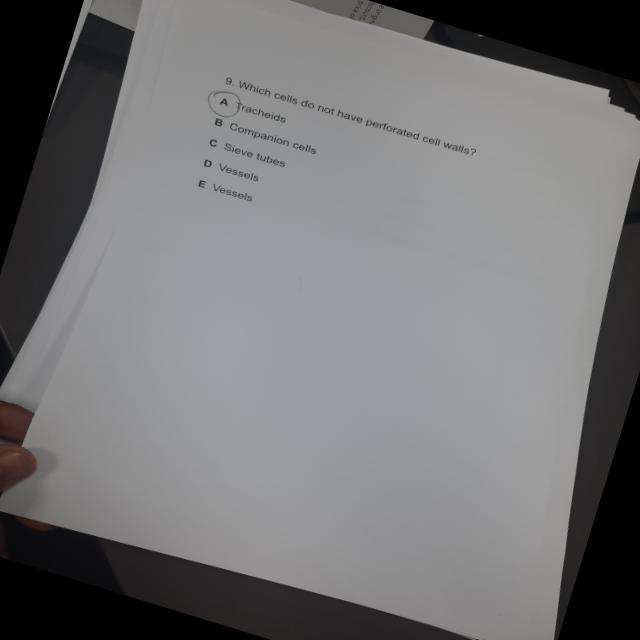 9. Which cells do not have perforated cell walls?
A Tracheids
B Companion cells
C Sieve tubes
D Vessels
E Vessels